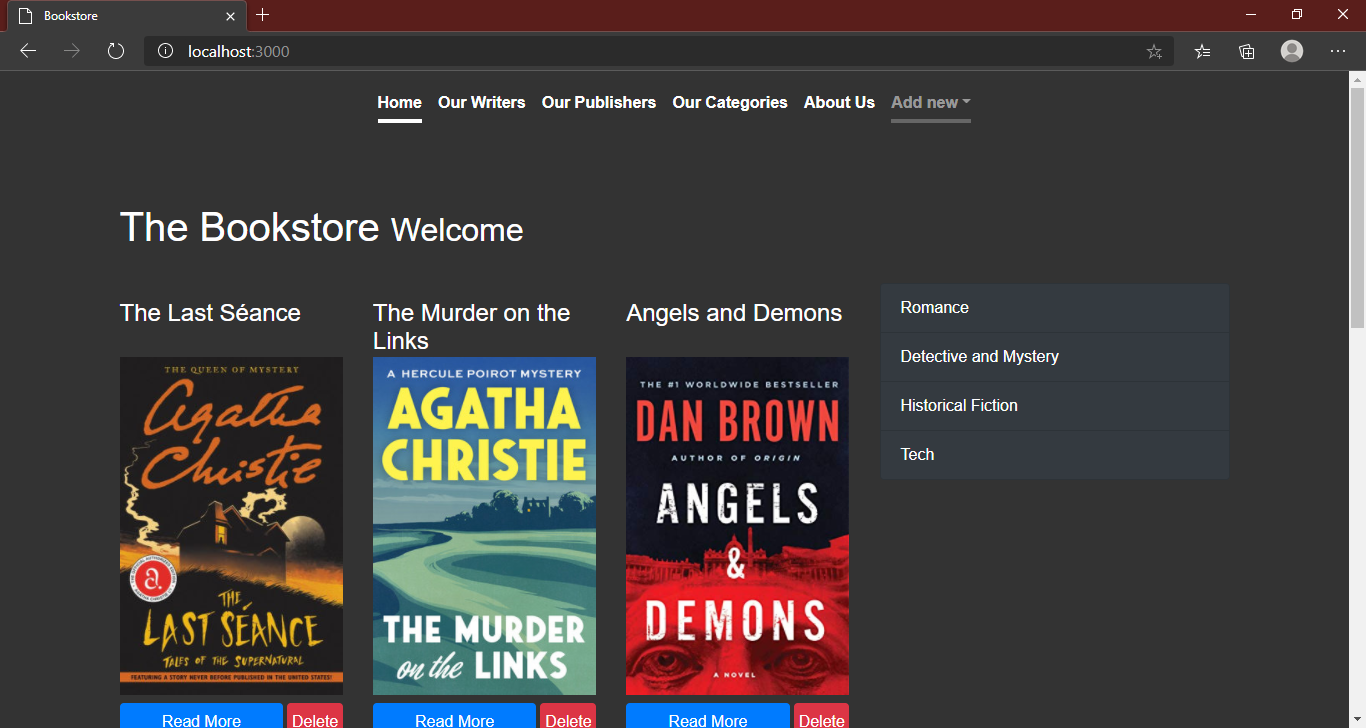 Bookstore
localhost:3000
Home Our Writers Our Publishers Our Categories About Us Add new
The Bookstore Welcome
The Last Séance
THE QUEEN OF MYSTERY
Agatha
Christie
THE
LAST SÉANCE
TALES OF THE SUPERNATURAL
FEATURING A STORY NEVER BEFORE PUBLISHED IN THE UNITED STATES!
Read More Delete
The Murder on the
Links
A HERCULE POIROT MYSTERY
AGATHA
CHRISTIE
THE MURDER
on the LINKS
Read More Delete
Angels and Demons
THE #1 WORLDWIDE BESTSELLER
DAN BROWN
AUTHOR OF ORIGIN
ANGELS
&
DEMONS
A NOVEL
Read More Delete
Romance
Detective and Mystery
Historical Fiction
Tech